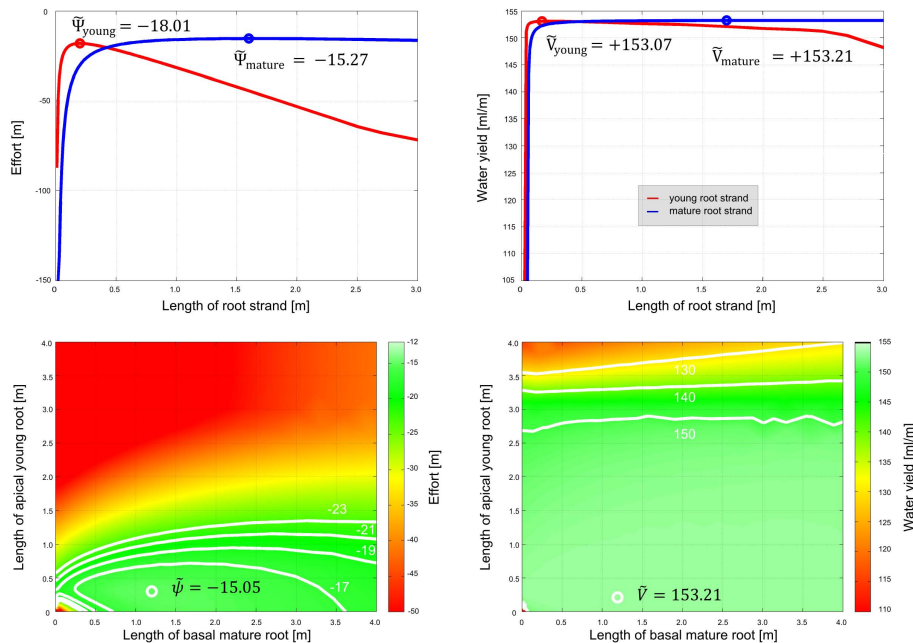 Ψ̃young = −18.01
Ψ̃mature = −15.27
Effort [m]
0
-50
-100
-150
0 0.5 1.0 1.5 2.0 2.5 3.0
Length of root strand [m]
Ṽyoung = +153.07
Ṽmature = +153.21
Water yield [ml/m]
155
150
145
140
135
130
125
120
115
110
105
young root strand
mature root strand
0 0.5 1.0 1.5 2.0 2.5 3.0
Length of root strand [m]
Length of apical young root [m]
4.0
3.5
3.0
2.5
2.0
1.5
1.0
0.5
0
-23
-21
-19
-17
ψ̃ = −15.05
0 0.5 1.0 1.5 2.0 2.5 3.0 3.5 4.0
Length of basal mature root [m]
-12
-15
-20
-25
-30
-35
-40
-45
-50
Effort [m]
Length of apical young root [m]
4.0
3.5
3.0
2.5
2.0
1.5
1.0
0.5
0
130
140
150
Ṽ = 153.21
0 0.5 1.0 1.5 2.0 2.5 3.0 3.5 4.0
Length of basal mature root [m]
155
150
145
140
135
130
125
120
115
110
Water yield [ml/m]